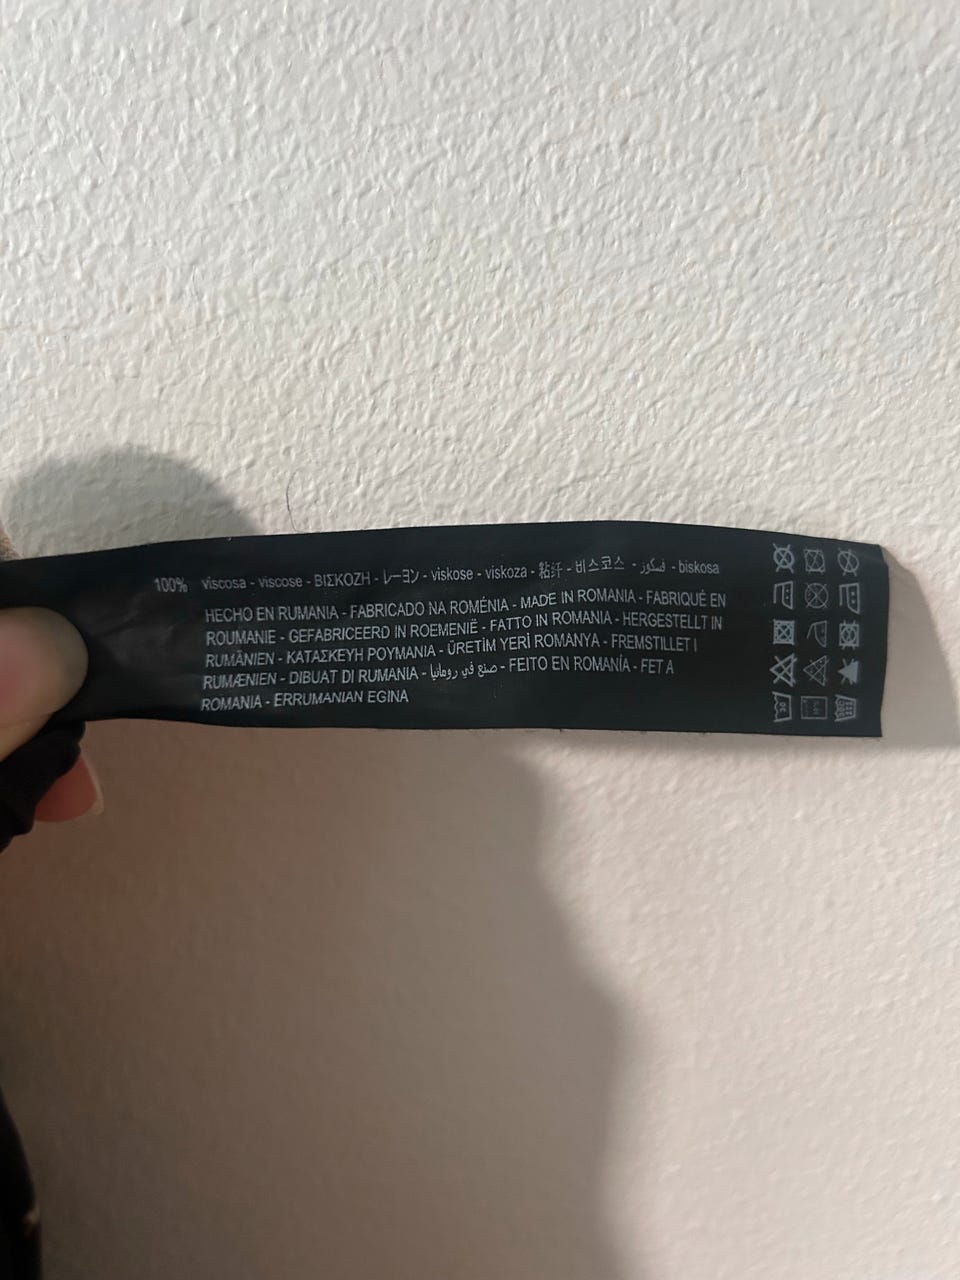 100% viscosa - viscose - ΒΙΣΚΟΖΗ - レーヨン - viskose - viskoza - 粘纤 - 비스코스 - فسكوز - biskosa
HECHO EN RUMANIA - FABRICADO NA ROMÉNIA - MADE IN ROMANIA - FABRIQUÉ EN
ROUMANIE - GEFABRICEERD IN ROEMENIË - FATTO IN ROMANIA - HERGESTELLT IN
RUMÄNIEN - ΚΑΤΑΣΚΕΥΗ ΡΟΥΜΑΝΙΑ - ÜRETİM YERİ ROMANYA - FREMSTILLET I
RUMÆNIEN - DIBUAT DI RUMANIA - صنع في رومانيا - FEITO EN ROMANÍA - FET A
ROMANIA - ERRUMANIAN EGINA